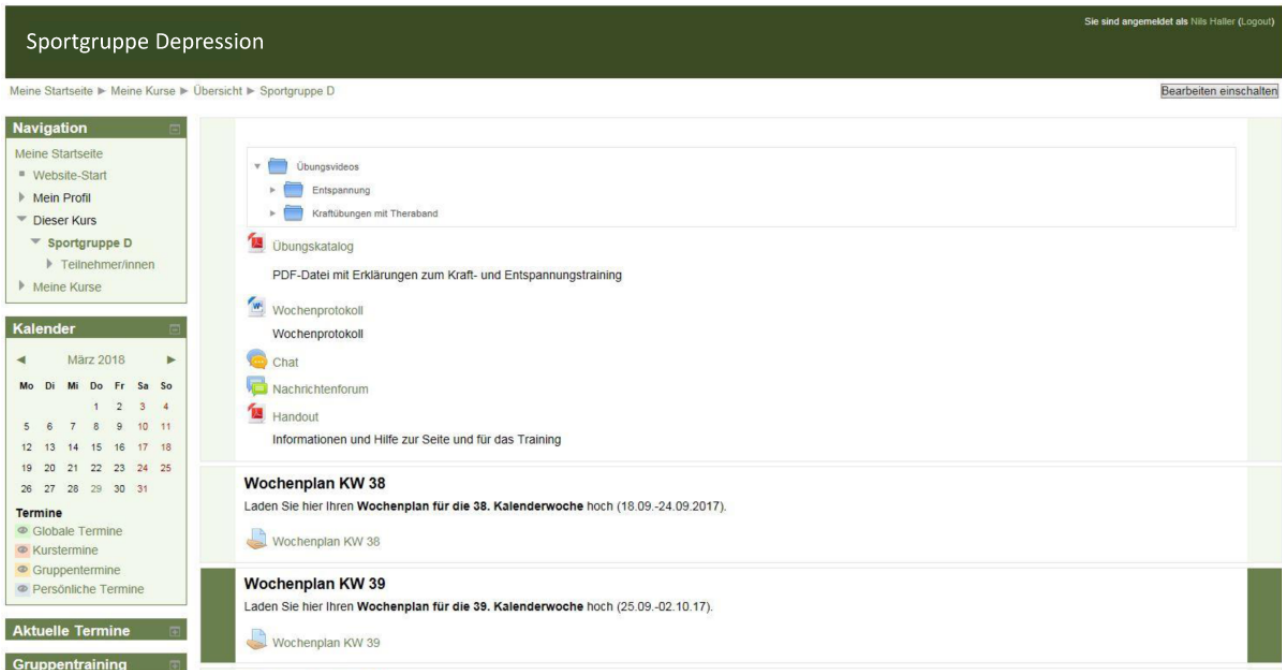 Sportgruppe Depression
Sie sind angemeldet als Nils Haller (Logout)
Meine Startseite ► Meine Kurse ► Übersicht ► Sportgruppe D
Bearbeiten einschalten
Navigation
Meine Startseite
Website-Start
Mein Profil
Dieser Kurs
Sportgruppe D
Teilnehmer/innen
Meine Kurse
Kalender
◄ März 2018 ►
Mo Di Mi Do Fr Sa So
1 2 3 4
5 6 7 8 9 10 11
12 13 14 15 16 17 18
19 20 21 22 23 24 25
26 27 28 29 30 31
Termine
Globale Termine
Kurstermine
Gruppentermine
Persönliche Termine
Aktuelle Termine
Gruppentraining
Übungsvideos
Entspannung
Kraftübungen mit Theraband
Übungskatalog
PDF-Datei mit Erklärungen zum Kraft- und Entspannungstraining
Wochenprotokoll
Wochenprotokoll
Chat
Nachrichtenforum
Handout
Informationen und Hilfe zur Seite und für das Training
Wochenplan KW 38
Laden Sie hier Ihren Wochenplan für die 38. Kalenderwoche hoch (18.09.-24.09.2017).
Wochenplan KW 38
Wochenplan KW 39
Laden Sie hier Ihren Wochenplan für die 39. Kalenderwoche hoch (25.09.-02.10.17).
Wochenplan KW 39